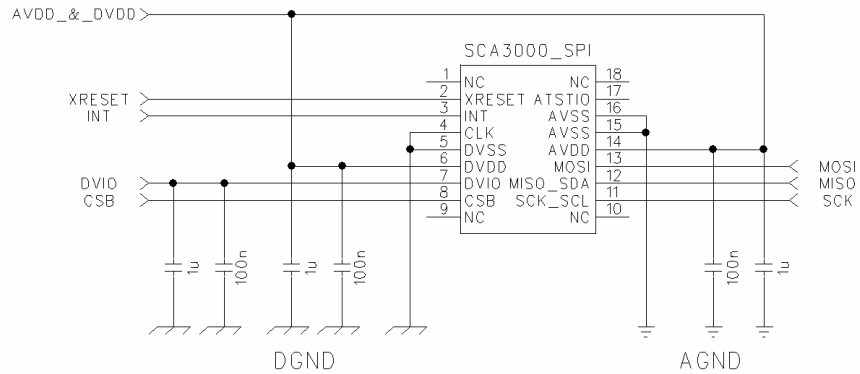 AVDD_&_DVDD
SCA3000_SPI
1 NC NC 18
2 XRESET ATSTIO 17
3 INT AVSS 16
4 CLK AVSS 15
5 DVSS AVDD 14
6 DVDD MOSI 13
7 DVIO MISO_SDA 12
8 CSB SCK_SCL 11
9 NC NC 10
XRESET
INT
DVIO
CSB
MOSI
MISO
SCK
1u
100n
1u
100n
100n
1u
DGND
AGND